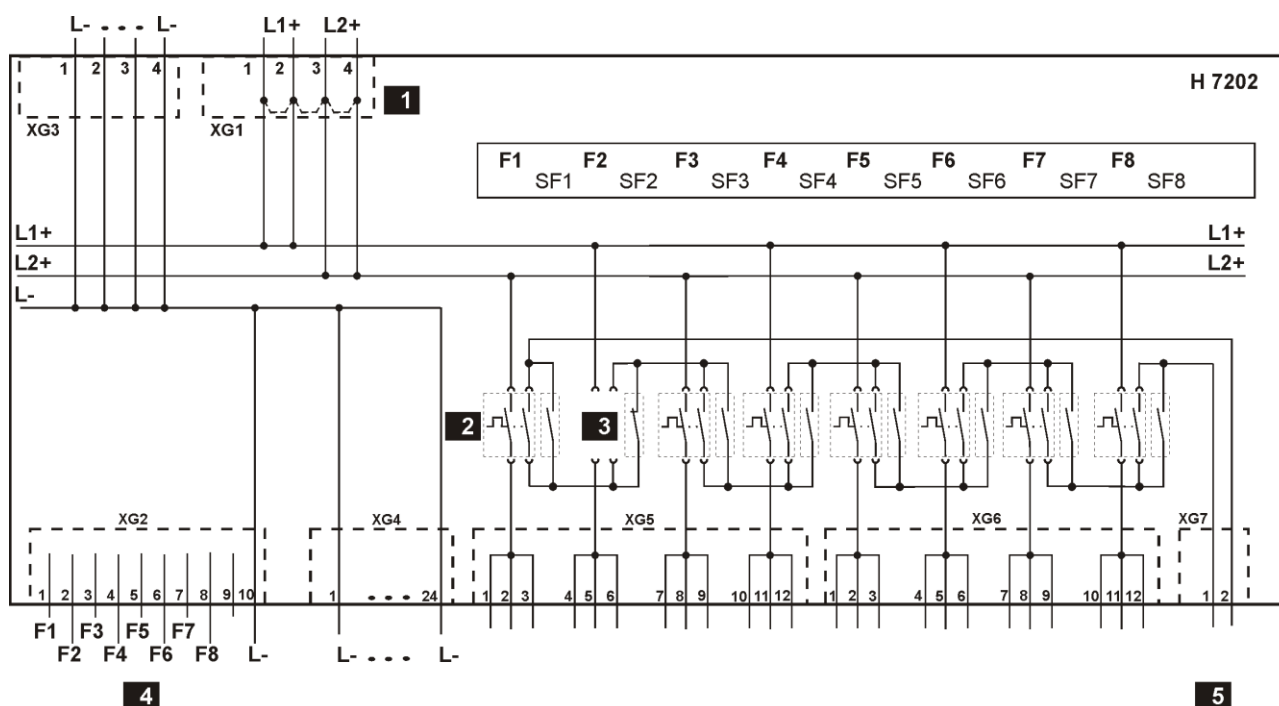 L- • • • L- L1+ L2+
1 2 3 4 1 2 3 4
1
H 7202
XG3 XG1
F1 F2 F3 F4 F5 F6 F7 F8
SF1 SF2 SF3 SF4 SF5 SF6 SF7 SF8
L1+ L1+
L2+ L2+
L-
2 3
XG2 XG4 XG5 XG6 XG7
1 2 3 4 5 6 7 8 9 10 1 • • • 24 1 2 3 4 5 6 7 8 9 10 11 12 1 2 3 4 5 6 7 8 9 10 11 12 1 2
F1 F3 F5 F7
F2 F4 F6 F8 L- L- • • • • L-
4 5